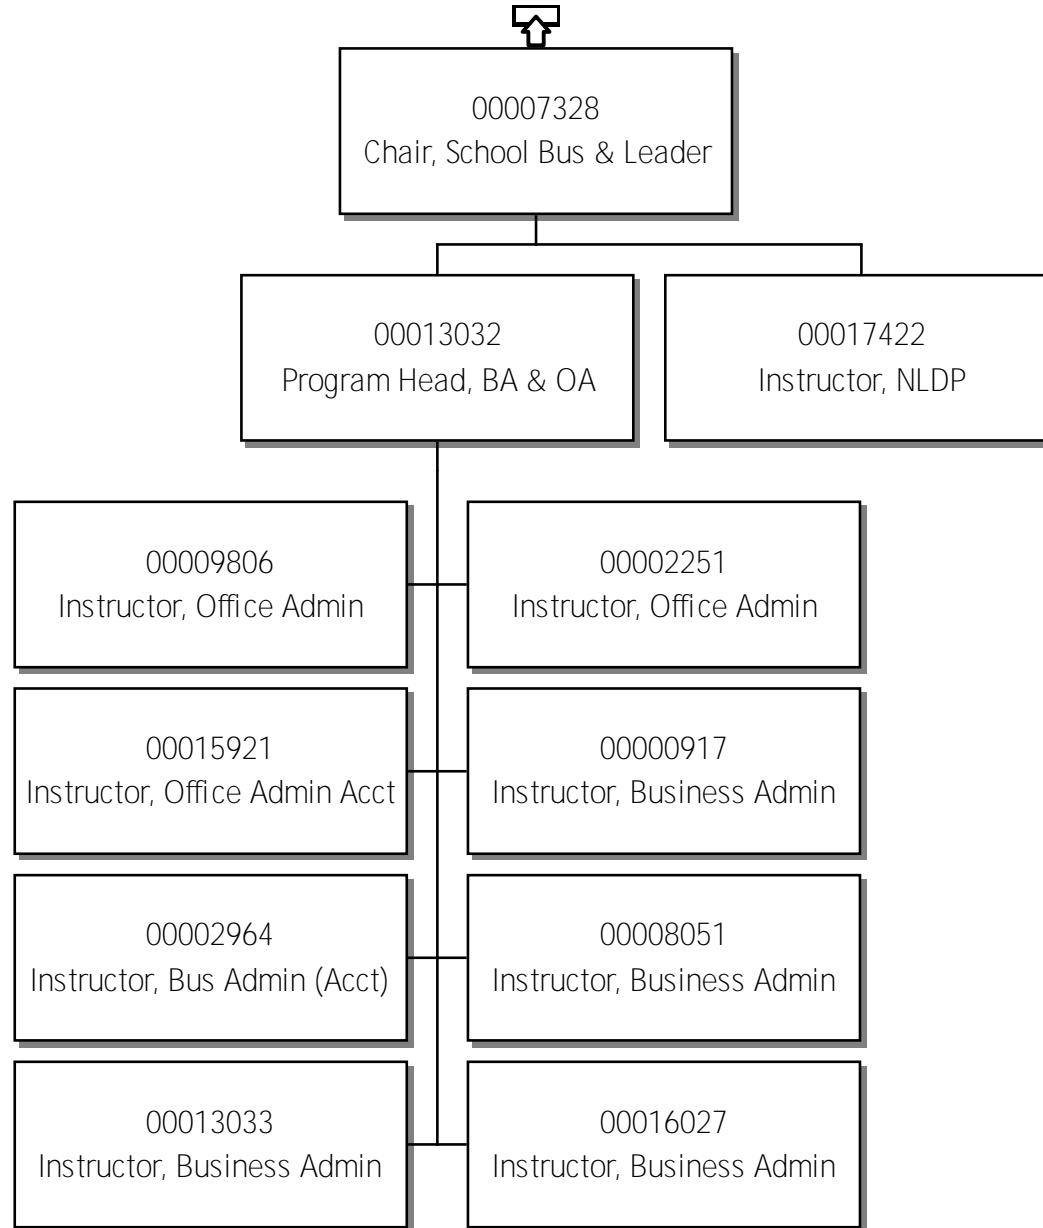 00007328
Chair, School Bus & Leader
00013032
Program Head, BA & OA
00017422
Instructor, NLDP
00009806
Instructor, Office Admin
00002251
Instructor, Office Admin
00015921
Instructor, Office Admin Acct
00000917
Instructor, Business Admin
00002964
Instructor, Bus Admin (Acct)
00008051
Instructor, Business Admin
00013033
Instructor, Business Admin
00016027
Instructor, Business Admin